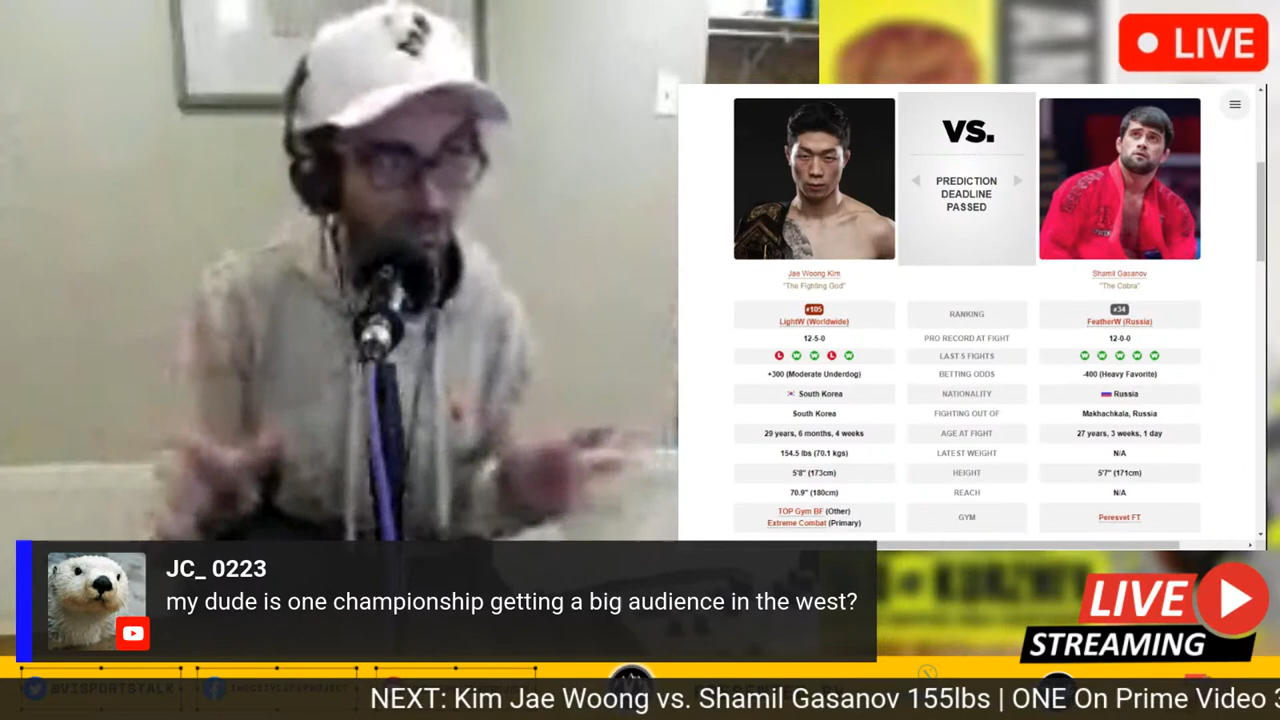 LIVE
VS.
PREDICTION
DEADLINE
PASSED
Jae Woong Kim
"The Fighting God"
Shamil Gasanov
"The Cobra"
#105
LightW (Worldwide)
RANKING
#34
FeatherW (Russia)
12-5-0
PRO RECORD AT FIGHT
12-0-0
L W W L W
LAST 5 FIGHTS
W W W W W
+300 (Moderate Underdog)
BETTING ODDS
-400 (Heavy Favorite)
South Korea
NATIONALITY
Russia
South Korea
FIGHTING OUT OF
Makhachkala, Russia
29 years, 6 months, 4 weeks
AGE AT FIGHT
27 years, 3 weeks, 1 day
154.5 lbs (70.1 kgs)
LATEST WEIGHT
N/A
5'8" (173cm)
HEIGHT
5'7" (171cm)
70.9" (180cm)
REACH
N/A
TOP Gym BF (Other)
Extreme Combat (Primary)
GYM
Peresvet FT
JC_ 0223
my dude is one championship getting a big audience in the west?
LIVE
STREAMING
@VISPORTSTALK
NEXT: Kim Jae Woong vs. Shamil Gasanov 155lbs | ONE On Prime Video 3